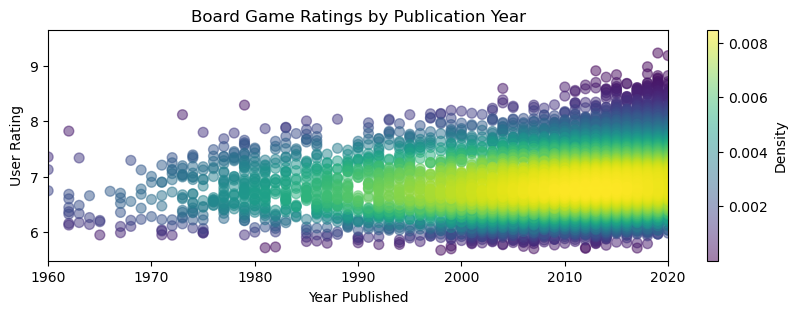 Board Game Ratings by Publication Year
User Rating
9
8
7
6
1960 1970 1980 1990 2000 2010 2020
Year Published
0.008
0.006
0.004
0.002
Density